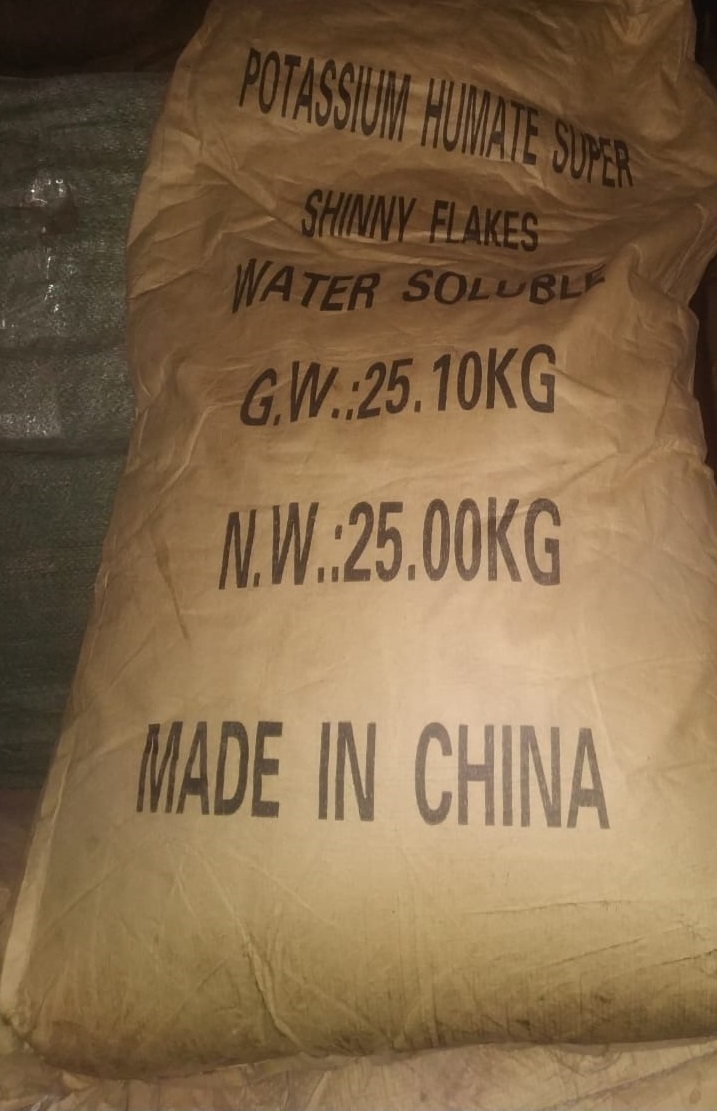 POTASSIUM HUMATE SUPER
SHINNY FLAKES
WATER SOLUBLE
G.W.:25.10KG
N.W.:25.00KG
MADE IN CHINA